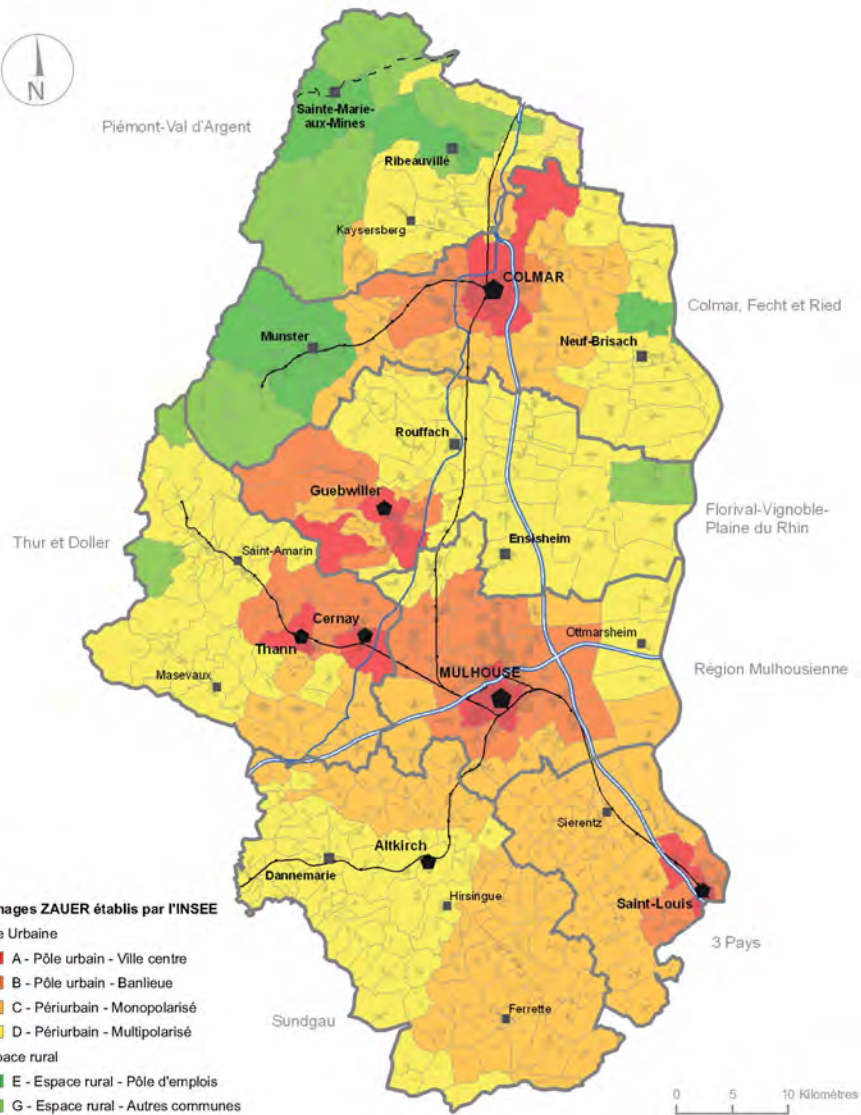 N
Piémont-Val d'Argent
Sainte-Marie-
aux-Mines
Ribeauvillé
Kaysersberg
COLMAR
Colmar, Fecht et Ried
Munster
Neuf-Brisach
Rouffach
Guebwiller
Florival-Vignoble-
Plaine du Rhin
Ensisheim
Thur et Doller
Saint-Amarin
Cernay
Thann
Ottmarsheim
MULHOUSE
Région Mulhousienne
Masevaux
Sierentz
Altkirch
Dannemarie
Hirsingue
Saint-Louis
3 Pays
Sundgau
Ferrette
nages ZAUER établis par l'INSEE
e Urbaine
A - Pôle urbain - Ville centre
B - Pôle urbain - Banlieue
C - Périurbain - Monopolarisé
D - Périurbain - Multipolarisé
pace rural
E - Espace rural - Pôle d'emplois
G - Espace rural - Autres communes
0 5 10 Kilomètres